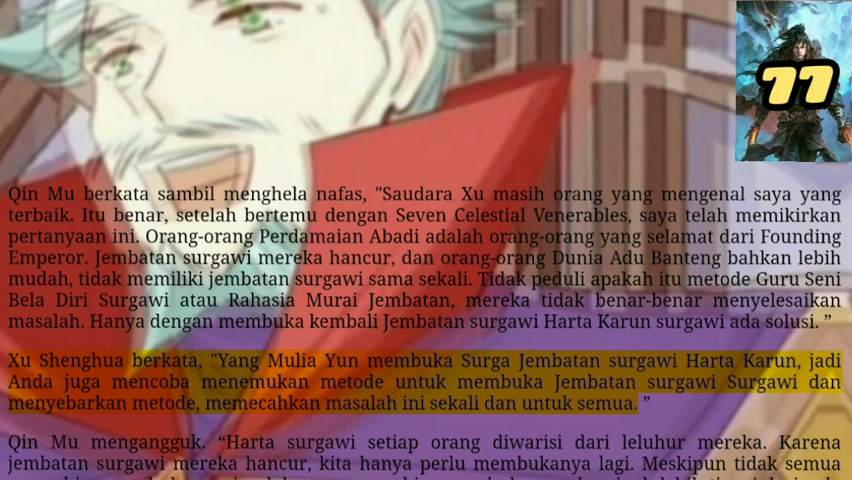 77
Qin Mu berkata sambil menghela nafas, "Saudara Xu masih orang yang mengenal saya yang
terbaik. Itu benar, setelah bertemu dengan Seven Celestial Venerables, saya telah memikirkan
pertanyaan ini. Orang-orang Perdamaian Abadi adalah orang-orang yang selamat dari Founding
Emperor. Jembatan surgawi mereka hancur, dan orang-orang Dunia Adu Banteng bahkan lebih
mudah, tidak memiliki jembatan surgawi sama sekali. Tidak peduli apakah itu metode Guru Seni
Bela Diri Surgawi atau Rahasia Murai Jembatan, mereka tidak benar-benar menyelesaikan
masalah. Hanya dengan membuka kembali Jembatan surgawi Harta Karun surgawi ada solusi. ”
Xu Shenghua berkata, "Yang Mulia Yun membuka Surga Jembatan surgawi Harta Karun, jadi
Anda juga mencoba menemukan metode untuk membuka Jembatan surgawi Surgawi dan
menyebarkan metode, memecahkan masalah ini sekali dan untuk semua. ”
Qin Mu mengangguk. “Harta surgawi setiap orang diwarisi dari leluhur mereka. Karena
jembatan surgawi mereka hancur, kita hanya perlu membukanya lagi. Meskipun tidak semua